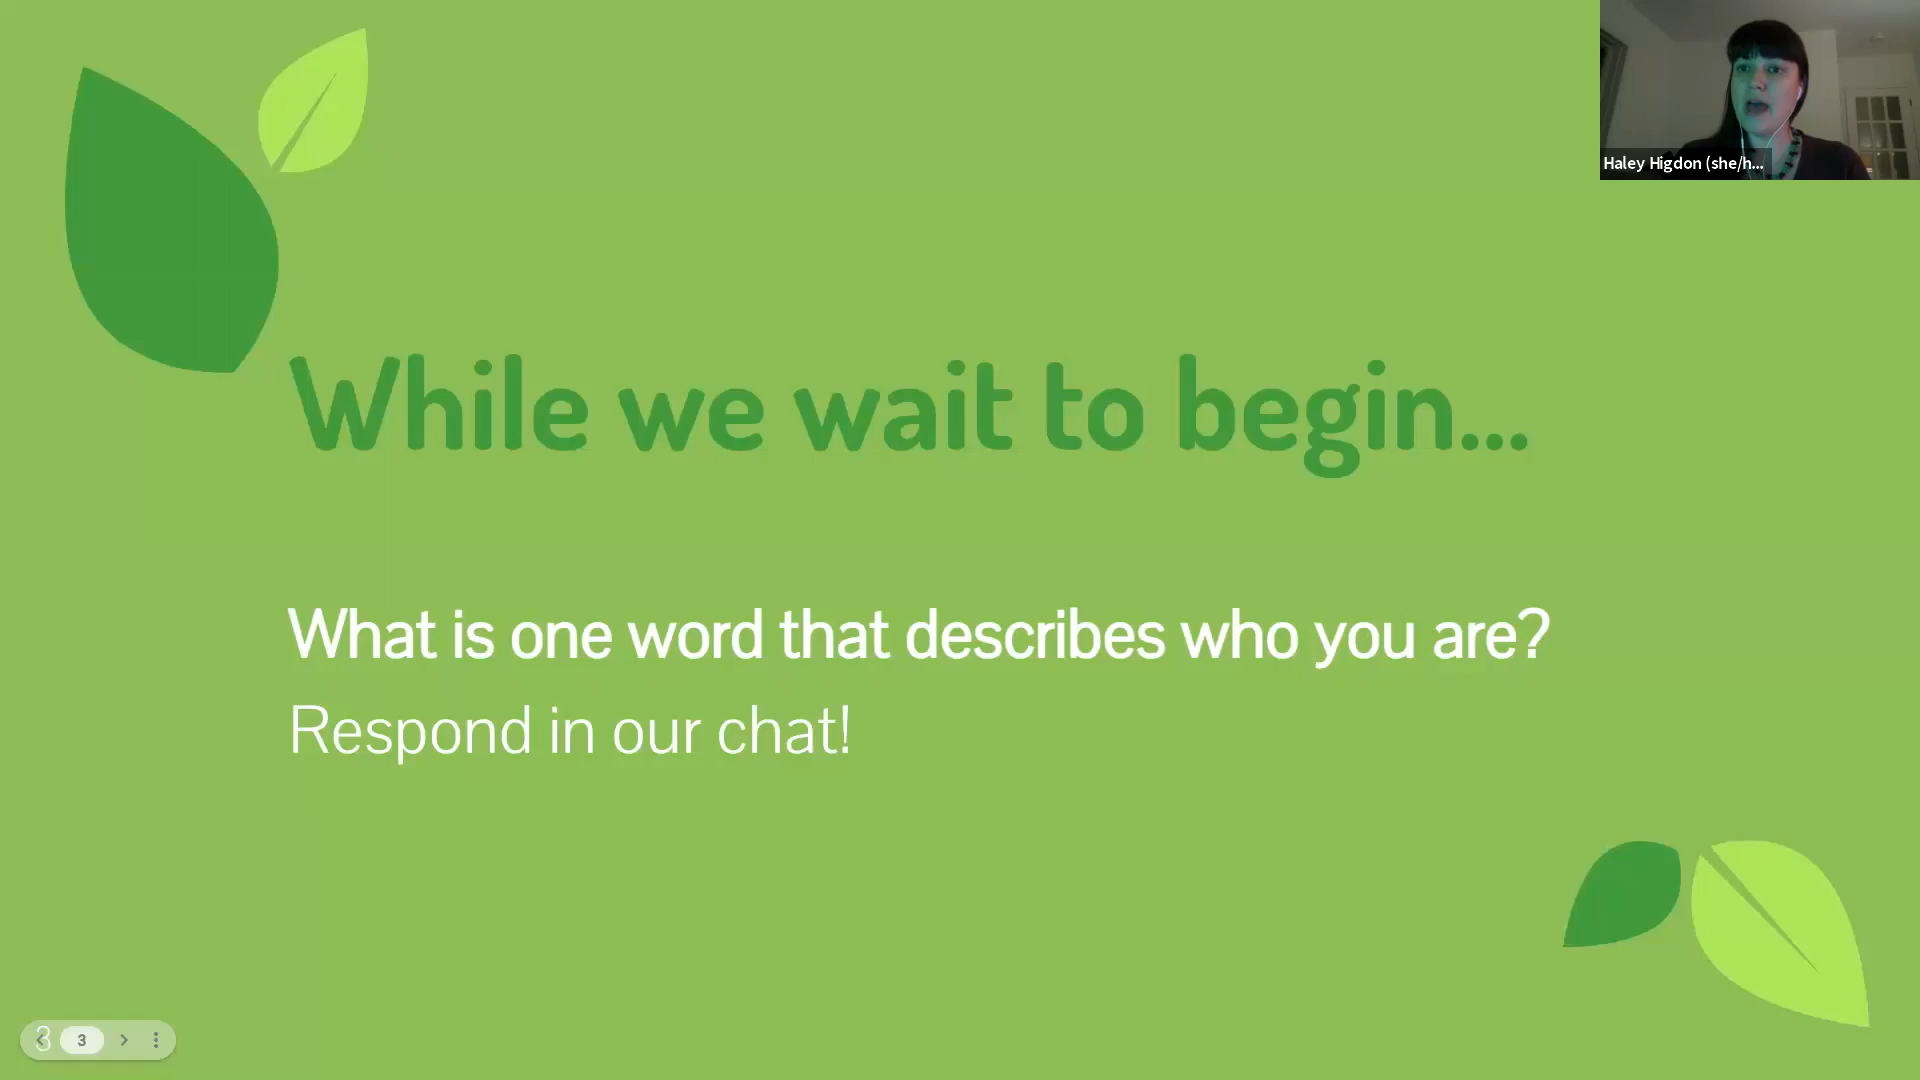 Haley Higdon (she/h...
While we wait to begin...
What is one word that describes who you are?
Respond in our chat!
3
3